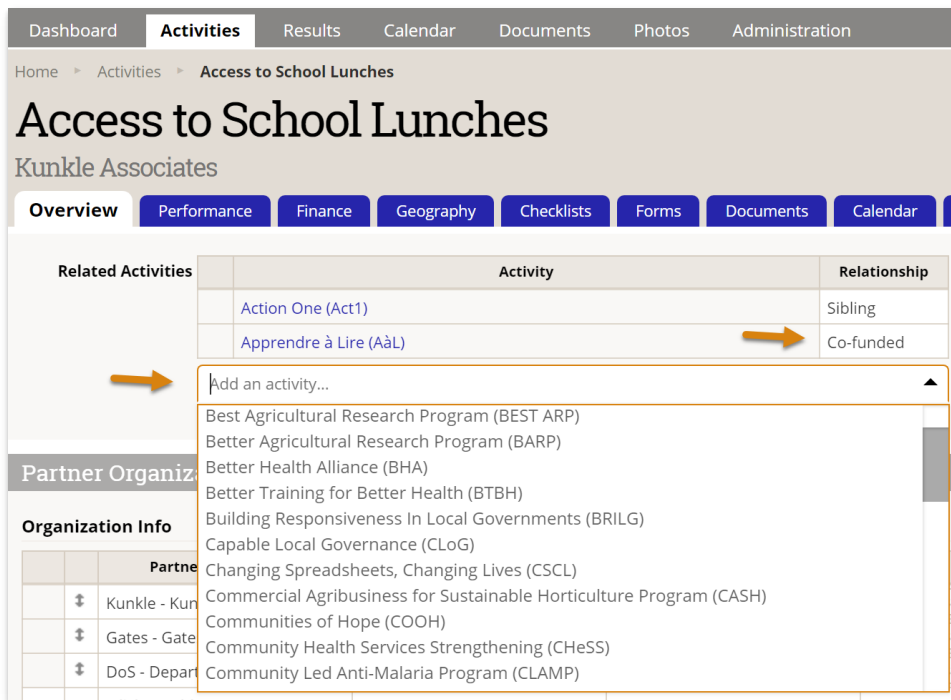 Dashboard Activities Results Calendar Documents Photos Administration
Home Activities Access to School Lunches
Access to School Lunches
Kunkle Associates
Overview Performance Finance Geography Checklists Forms Documents Calendar
Related Activities Activity Relationship
Action One (Act1) Sibling
Apprendre à Lire (AàL) Co-funded
Add an activity...
Best Agricultural Research Program (BEST ARP)
Better Agricultural Research Program (BARP)
Better Health Alliance (BHA)
Partner
Better Training for Better Health (BTBH)
Building Responsiveness In Local Governments (BRILG)
Organization Info
Capable Local Governance (CLoG)
Changing Spreadsheets, Changing Lives (CSCL)
Commercial Agribusiness for Sustainable Horticulture Program (CASH)
Kunkle -
Communities of Hope (COOH)
Gates - Gate
Community Health Services Strengthening (CHeSS)
DoS -
Community Led Anti-Malaria Program (CLAMP)